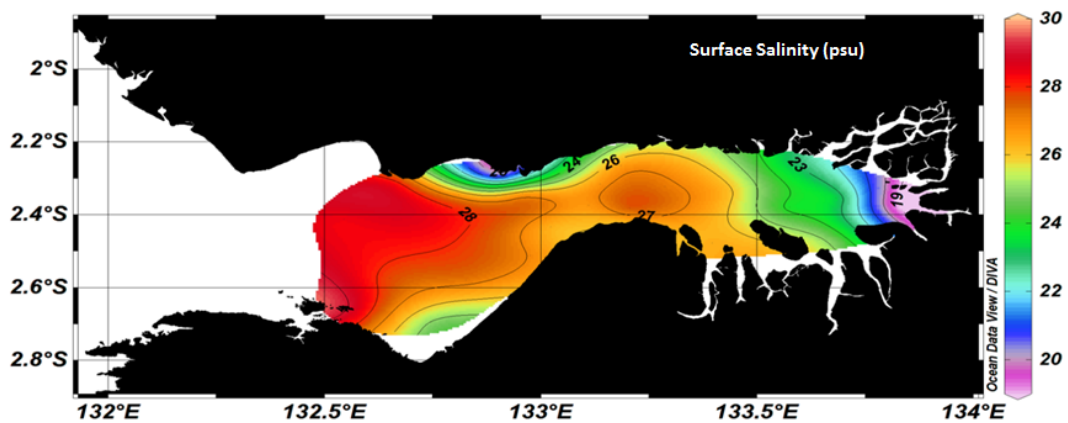 Surface Salinity (psu)
2°S
2.2°S
2.4°S
2.6°S
2.8°S
132°E
132.5°E
133°E
133.5°E
134°E
24
26
23
28
27
19
30
28
26
24
22
20
Ocean Data View / DIVA